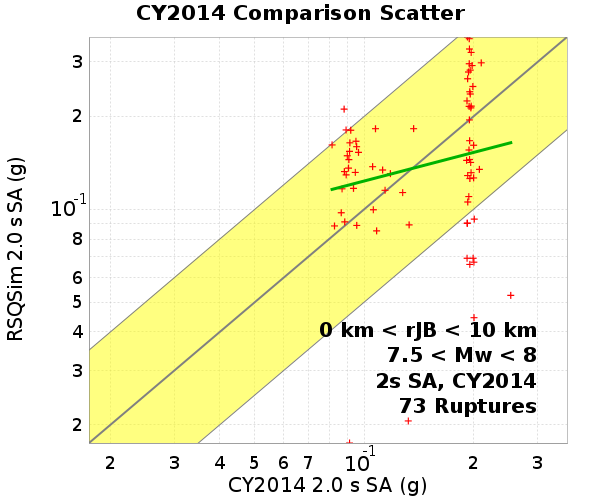 CY2014 Comparison Scatter
RSQSim 2.0 s SA (g)
3
2
10⁻¹
8
6
5
4
3
2
0 km < rJB < 10 km
7.5 < Mw < 8
2s SA, CY2014
73 Ruptures
2 3 4 5 6 7 10⁻¹ 2 3
CY2014 2.0 s SA (g)